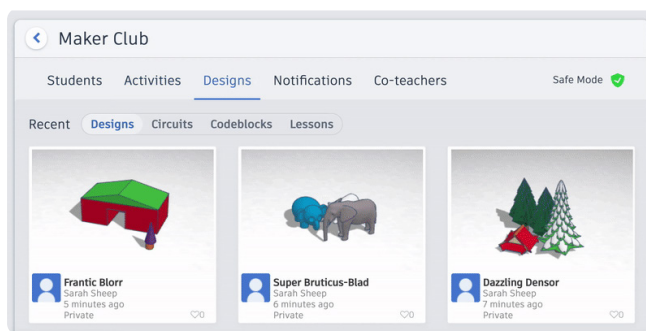 Maker Club
Students Activities Designs Notifications Co-teachers Safe Mode
Recent Designs Circuits Codeblocks Lessons
Frantic Blorr
Sarah Sheep
5 minutes ago
Private 0
Super Bruticus-Blad
Sarah Sheep
6 minutes ago
Private 0
Dazzling Densor
Sarah Sheep
7 minutes ago
Private 0